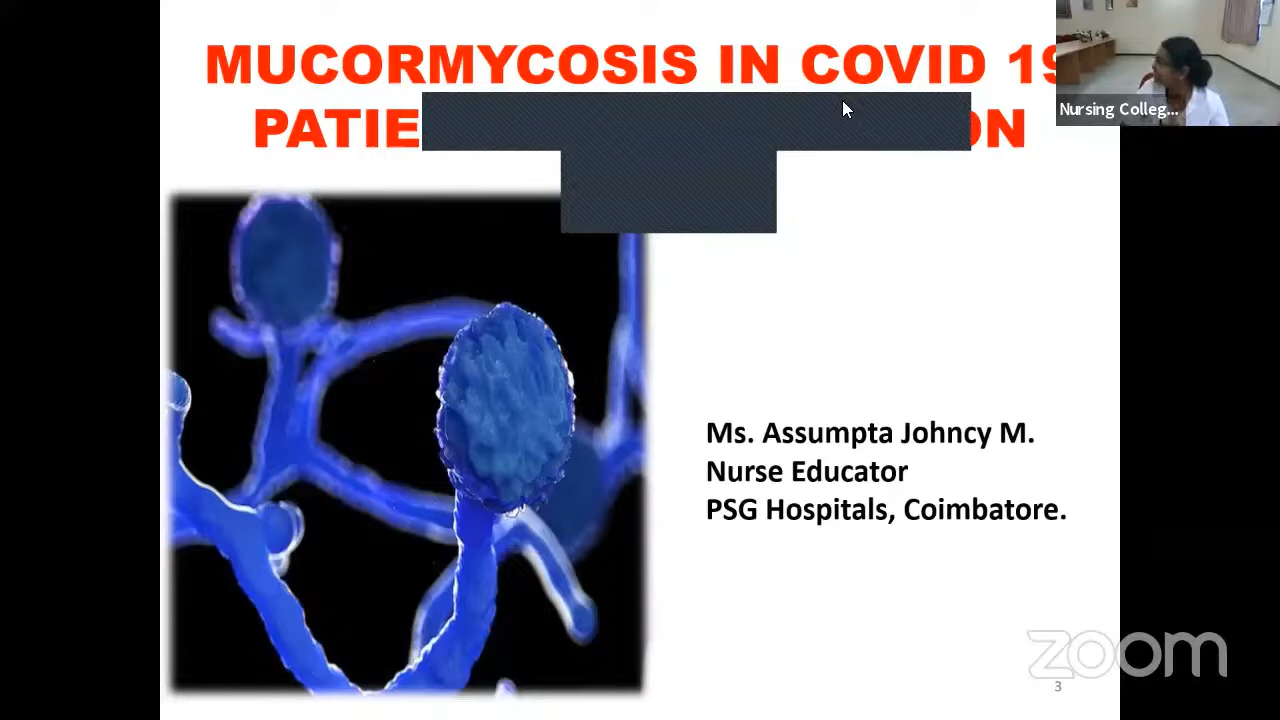 MUCORMYCOSIS IN COVID 19
PATIE
ON
Nursing Colleg...
Ms. Assumpta Johncy M.
Nurse Educator
PSG Hospitals, Coimbatore.
zoom
3